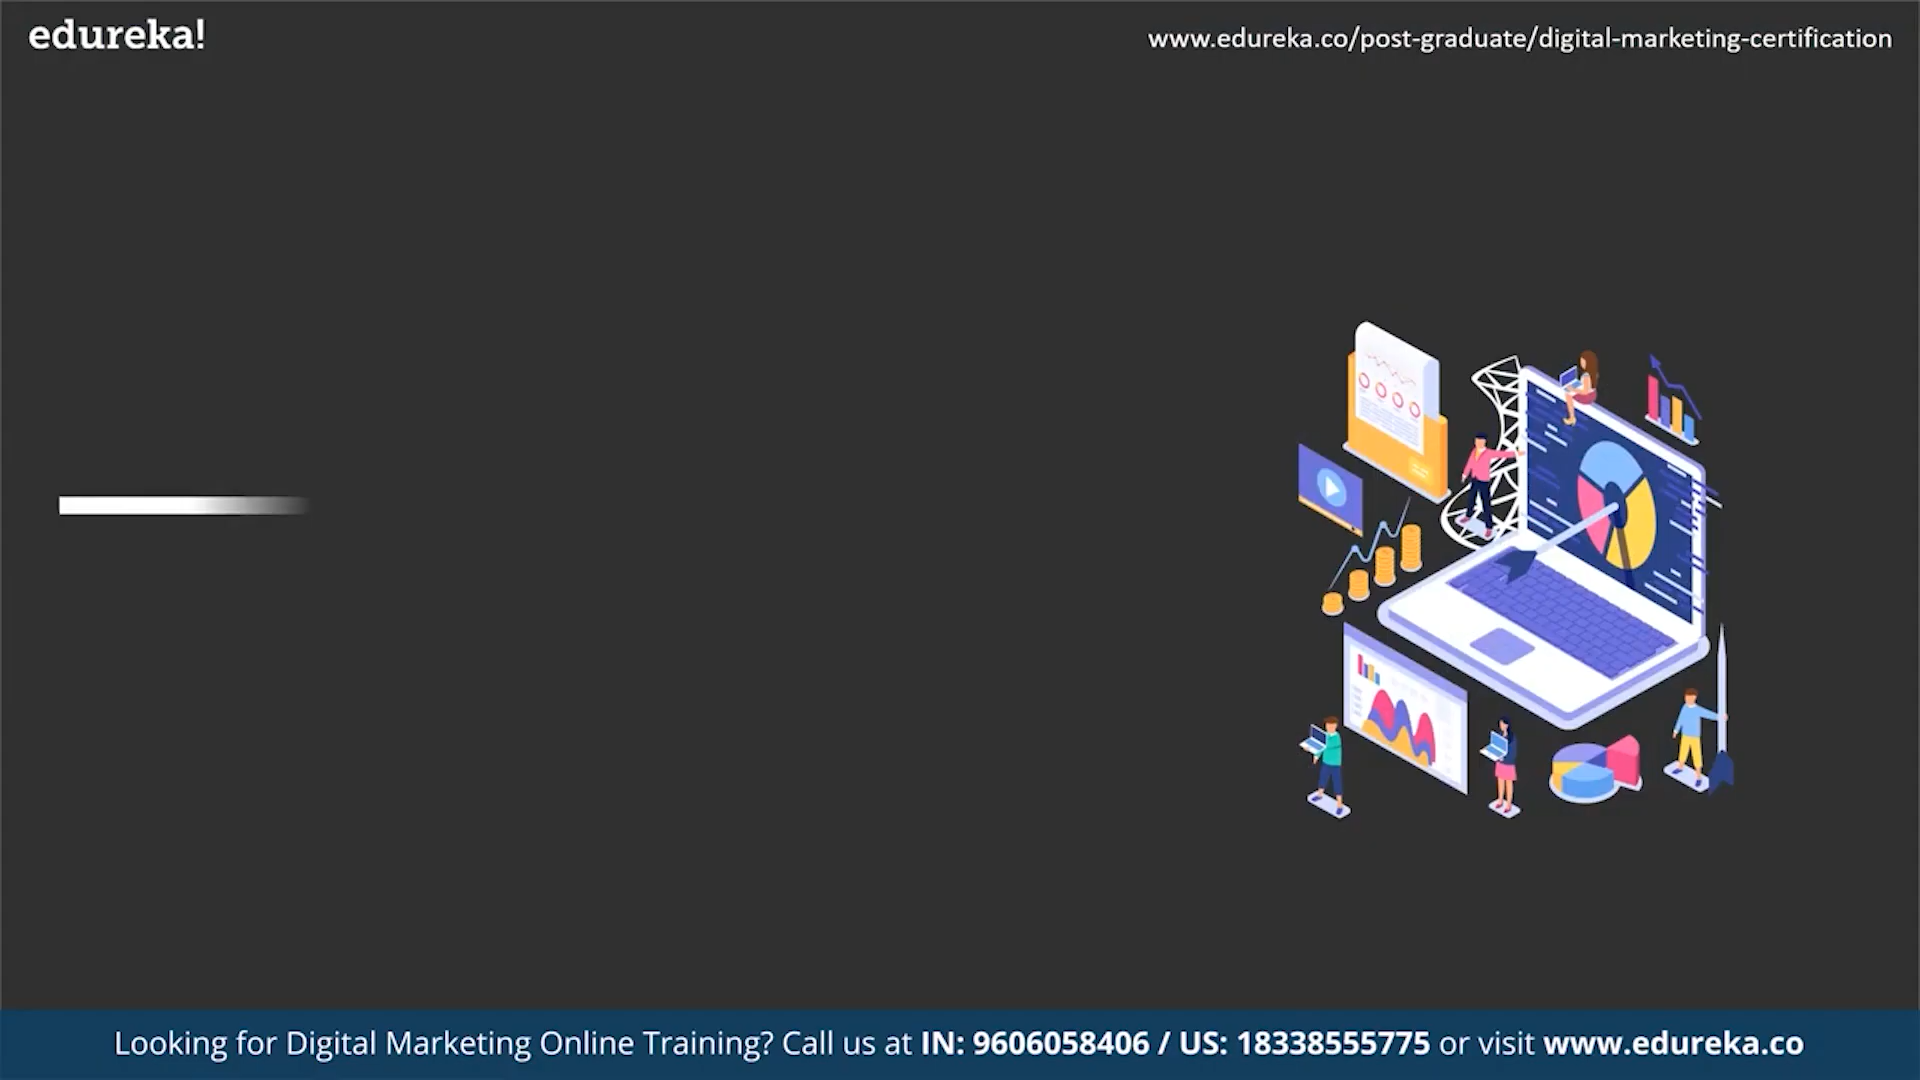 edureka!
www.edureka.co/post-graduate/digital-marketing-certification
Looking for Digital Marketing Online Training? Call us at IN: 9606058406 / US: 18338555775 or visit www.edureka.co